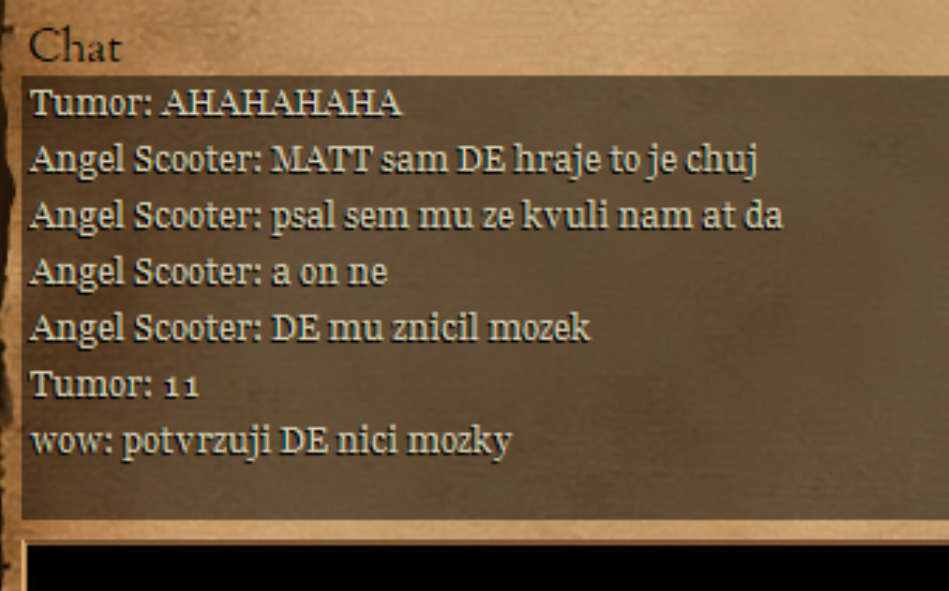 Chat
Tumor: AHAHAHAHA
Angel Scooter: MATT sam DE hraje to je chuj
Angel Scooter: psal sem mu ze kvuli nam at da
Angel Scooter: a on ne
Angel Scooter: DE mu znicil mozek
Tumor: 11
wow: potvrzuji DE nici mozky